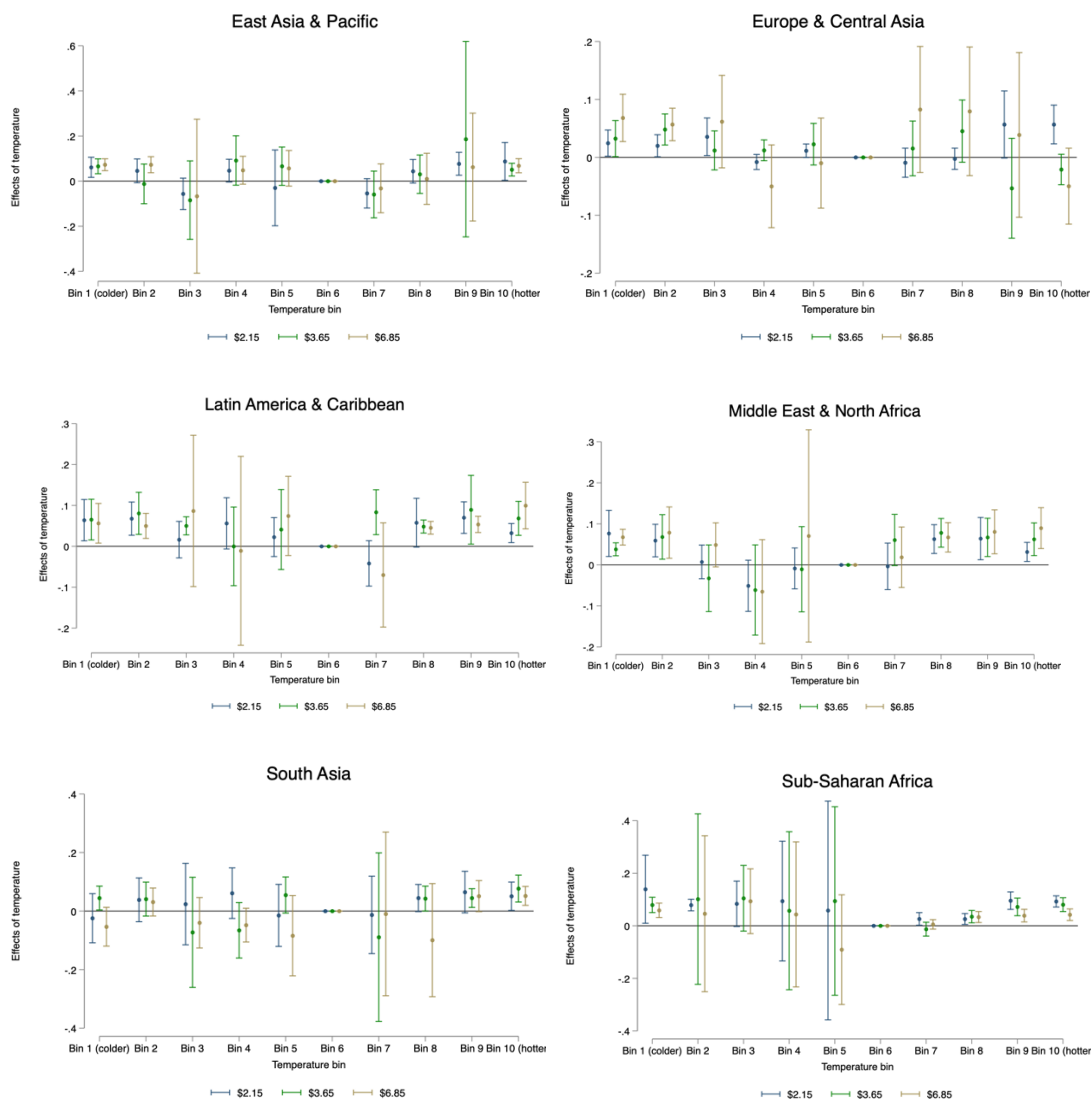 East Asia & Pacific
Effects of temperature
.6
.4
.2
0
-.2
-.4
Bin 1 (colder) Bin 2 Bin 3 Bin 4 Bin 5 Bin 6 Bin 7 Bin 8 Bin 9 Bin 10 (hotter
Temperature bin
$2.15 $3.65 $6.85
Europe & Central Asia
Effects of temperature
.2
.1
0
-.1
-.2
Bin 1 (colder) Bin 2 Bin 3 Bin 4 Bin 5 Bin 6 Bin 7 Bin 8 Bin 9 Bin 10 (hotter
Temperature bin
$2.15 $3.65 $6.85
Latin America & Caribbean
Effects of temperature
.3
.2
.1
0
-.1
-.2
Bin 1 (colder) Bin 2 Bin 3 Bin 4 Bin 5 Bin 6 Bin 7 Bin 8 Bin 9 Bin 10 (hotter
Temperature bin
$2.15 $3.65 $6.85
Middle East & North Africa
Effects of temperature
.3
.2
.1
0
-.1
-.2
Bin 1 (colder) Bin 2 Bin 3 Bin 4 Bin 5 Bin 6 Bin 7 Bin 8 Bin 9 Bin 10 (hotter
Temperature bin
$2.15 $3.65 $6.85
South Asia
Effects of temperature
.4
.2
0
-.2
-.4
Bin 1 (colder) Bin 2 Bin 3 Bin 4 Bin 5 Bin 6 Bin 7 Bin 8 Bin 9 Bin 10 (hotter
Temperature bin
$2.15 $3.65 $6.85
Sub-Saharan Africa
Effects of temperature
.4
.2
0
-.2
-.4
Bin 1 (colder) Bin 2 Bin 3 Bin 4 Bin 5 Bin 6 Bin 7 Bin 8 Bin 9 Bin 10 (hotter
Temperature bin
$2.15 $3.65 $6.85